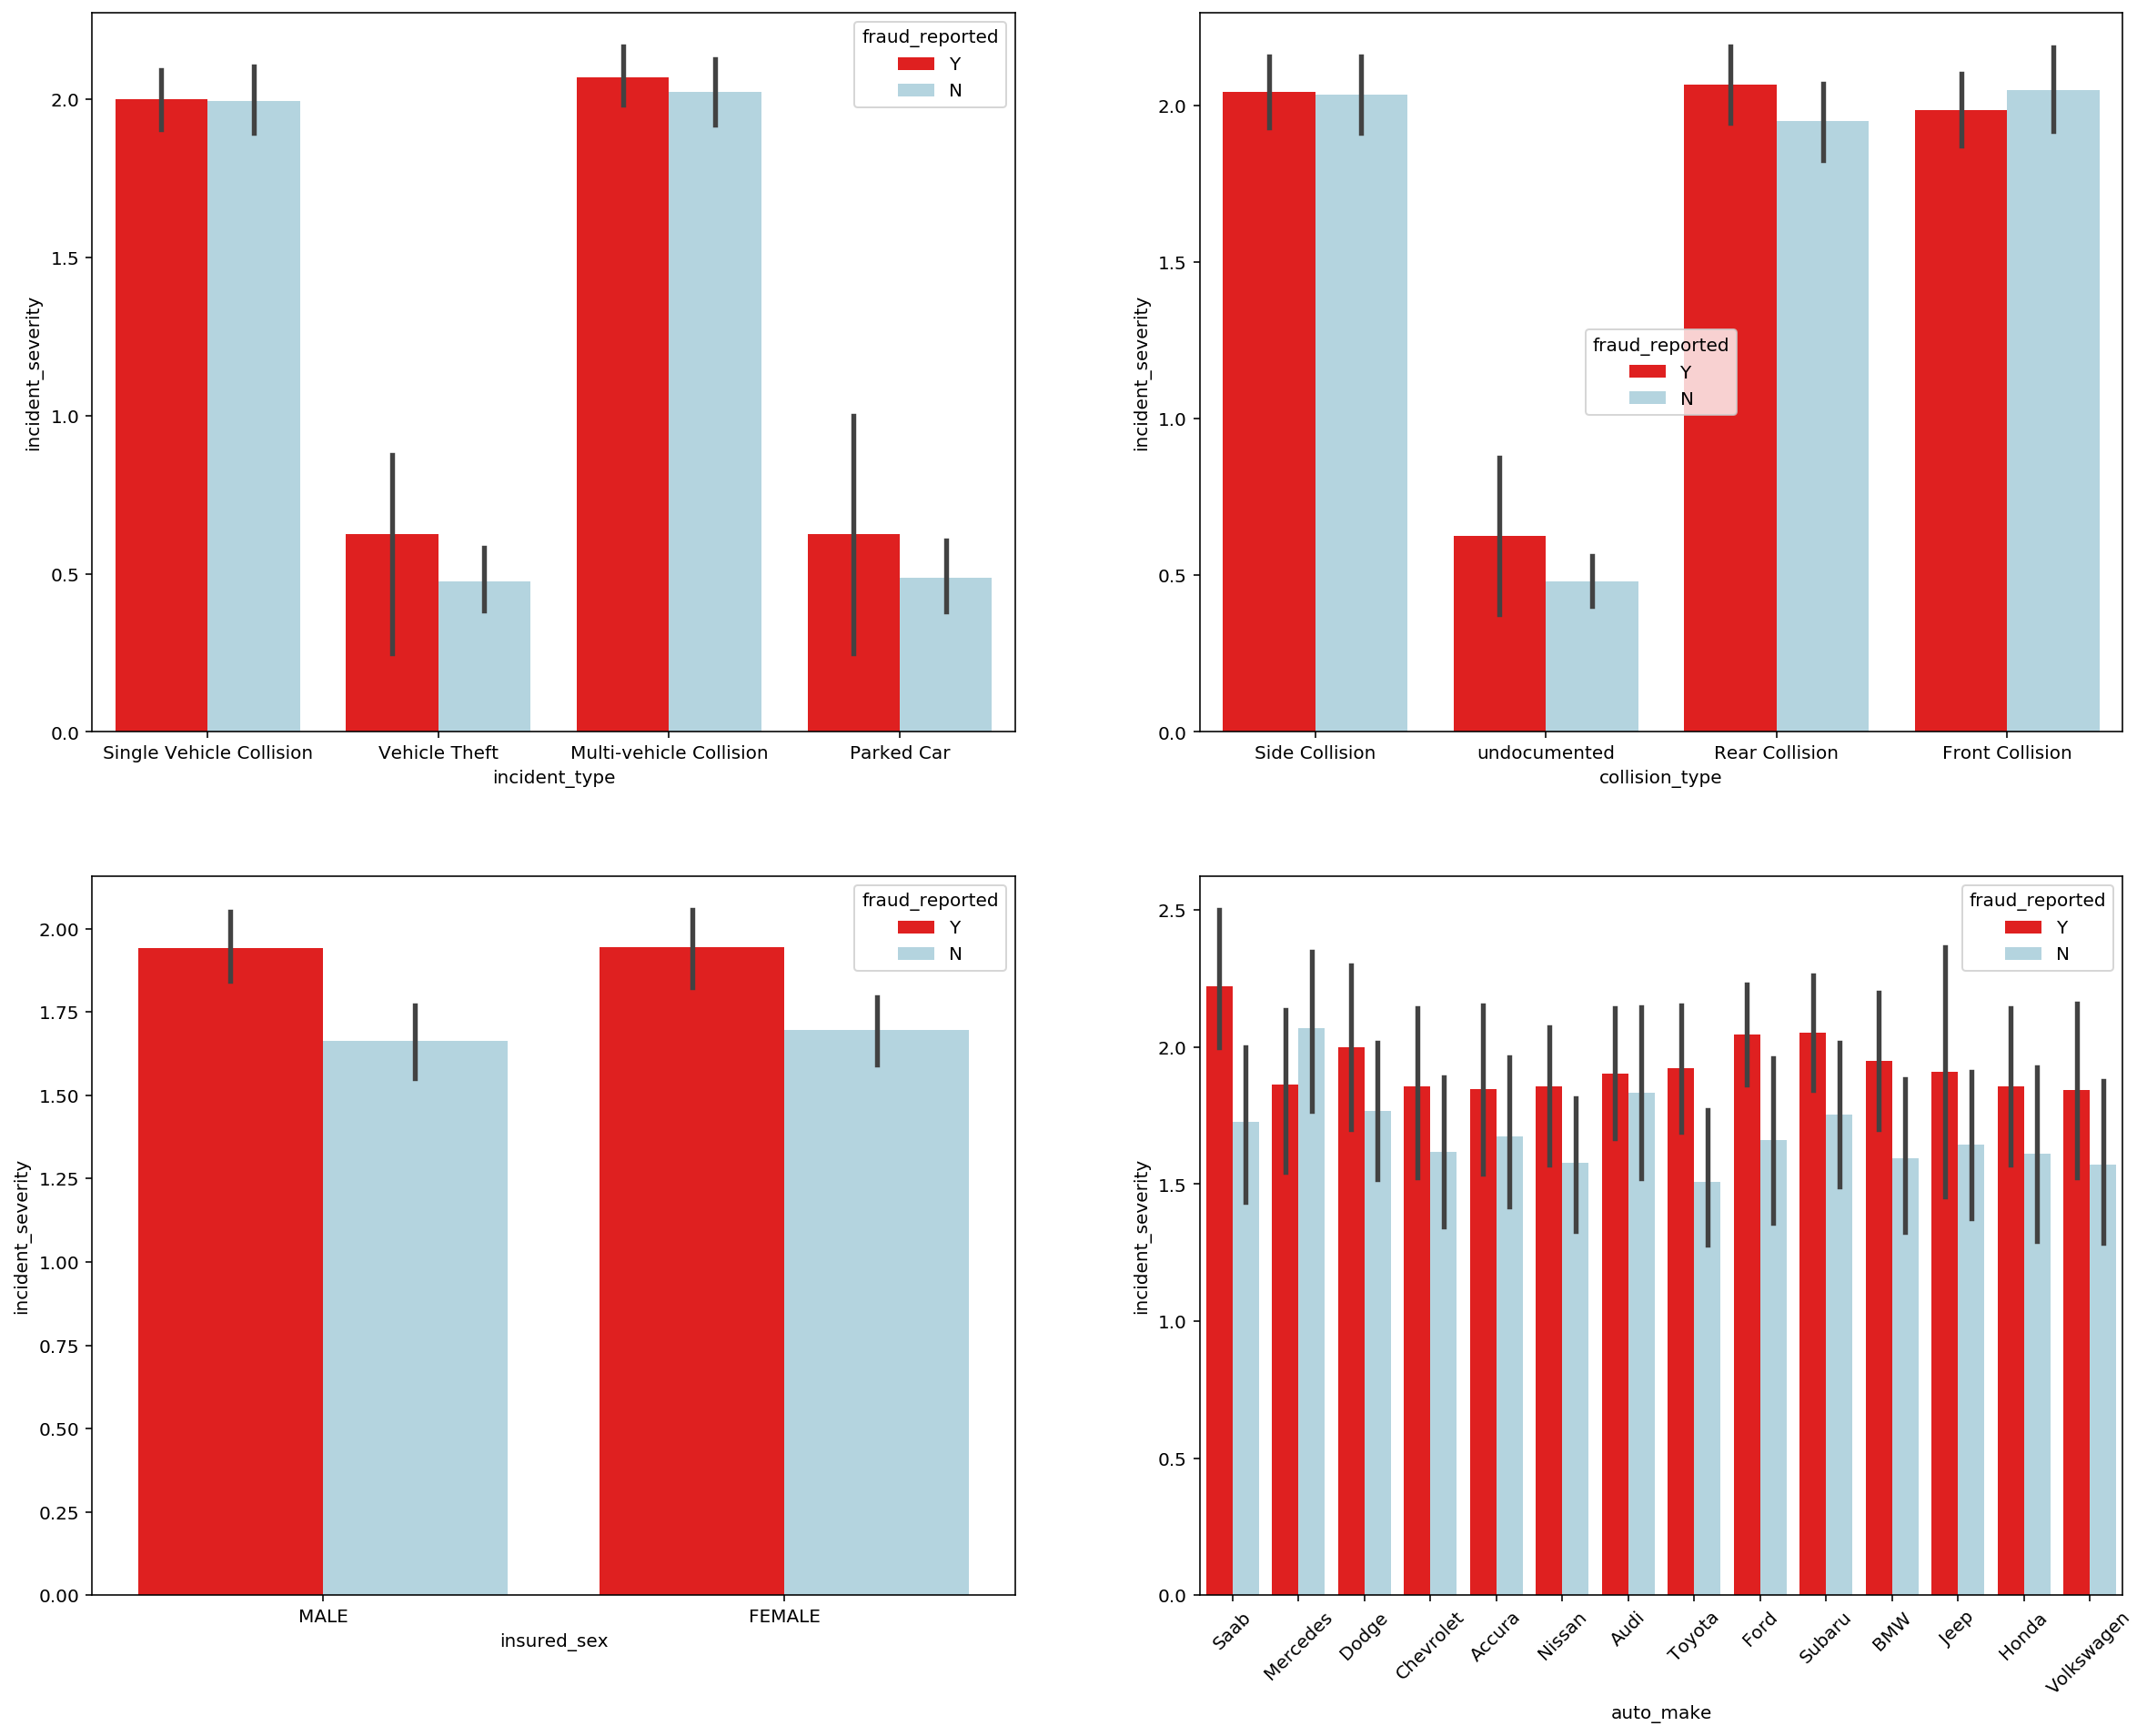 fraud_reported
Y
N
2.0
1.5
1.0
0.5
0.0
incident_severity
Single Vehicle Collision Vehicle Theft Multi-vehicle Collision Parked Car
incident_type
fraud_reported
Y
N
2.0
1.5
1.0
0.5
0.0
incident_severity
Side Collision undocumented Rear Collision Front Collision
collision_type
fraud_reported
Y
N
2.00
1.75
1.50
1.25
1.00
0.75
0.50
0.25
0.00
incident_severity
MALE FEMALE
insured_sex
fraud_reported
Y
N
2.5
2.0
1.5
1.0
0.5
0.0
incident_severity
Saab Mercedes Dodge Chevrolet Accura Nissan Audi Toyota Ford Subaru BMW Jeep Honda Volkswagen
auto_make